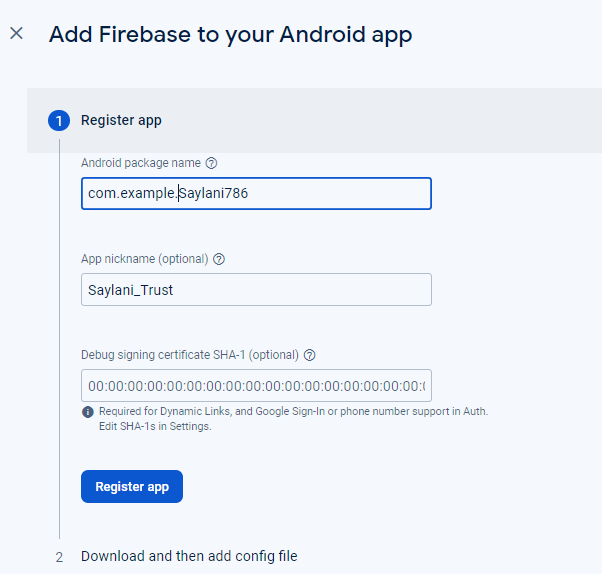 Add Firebase to your Android app
1 Register app
Android package name
com.example.Saylani786
App nickname (optional)
Saylani_Trust
Debug signing certificate SHA-1 (optional)
00:00:00:00:00:00:00:00:00:00:00:00:00:00:00:00:00:0
Required for Dynamic Links, and Google Sign-In or phone number support in Auth.
Edit SHA-1s in Settings.
Register app
2 Download and then add config file